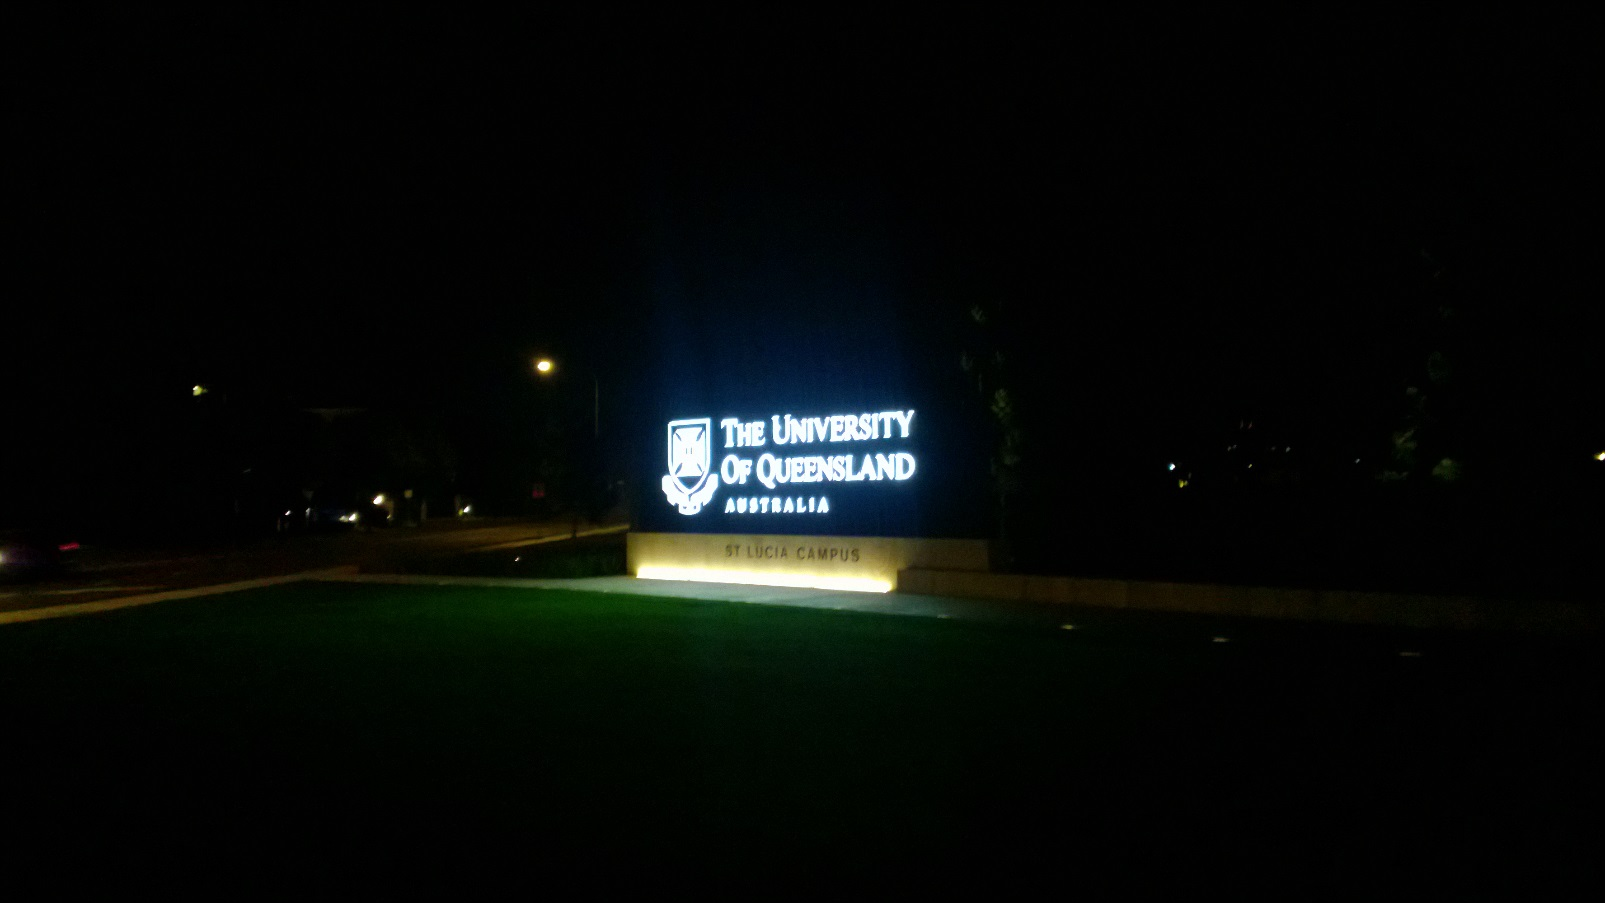 THE UNIVERSITY
OF QUEENSLAND
AUSTRALIA
ST LUCIA CAMPUS